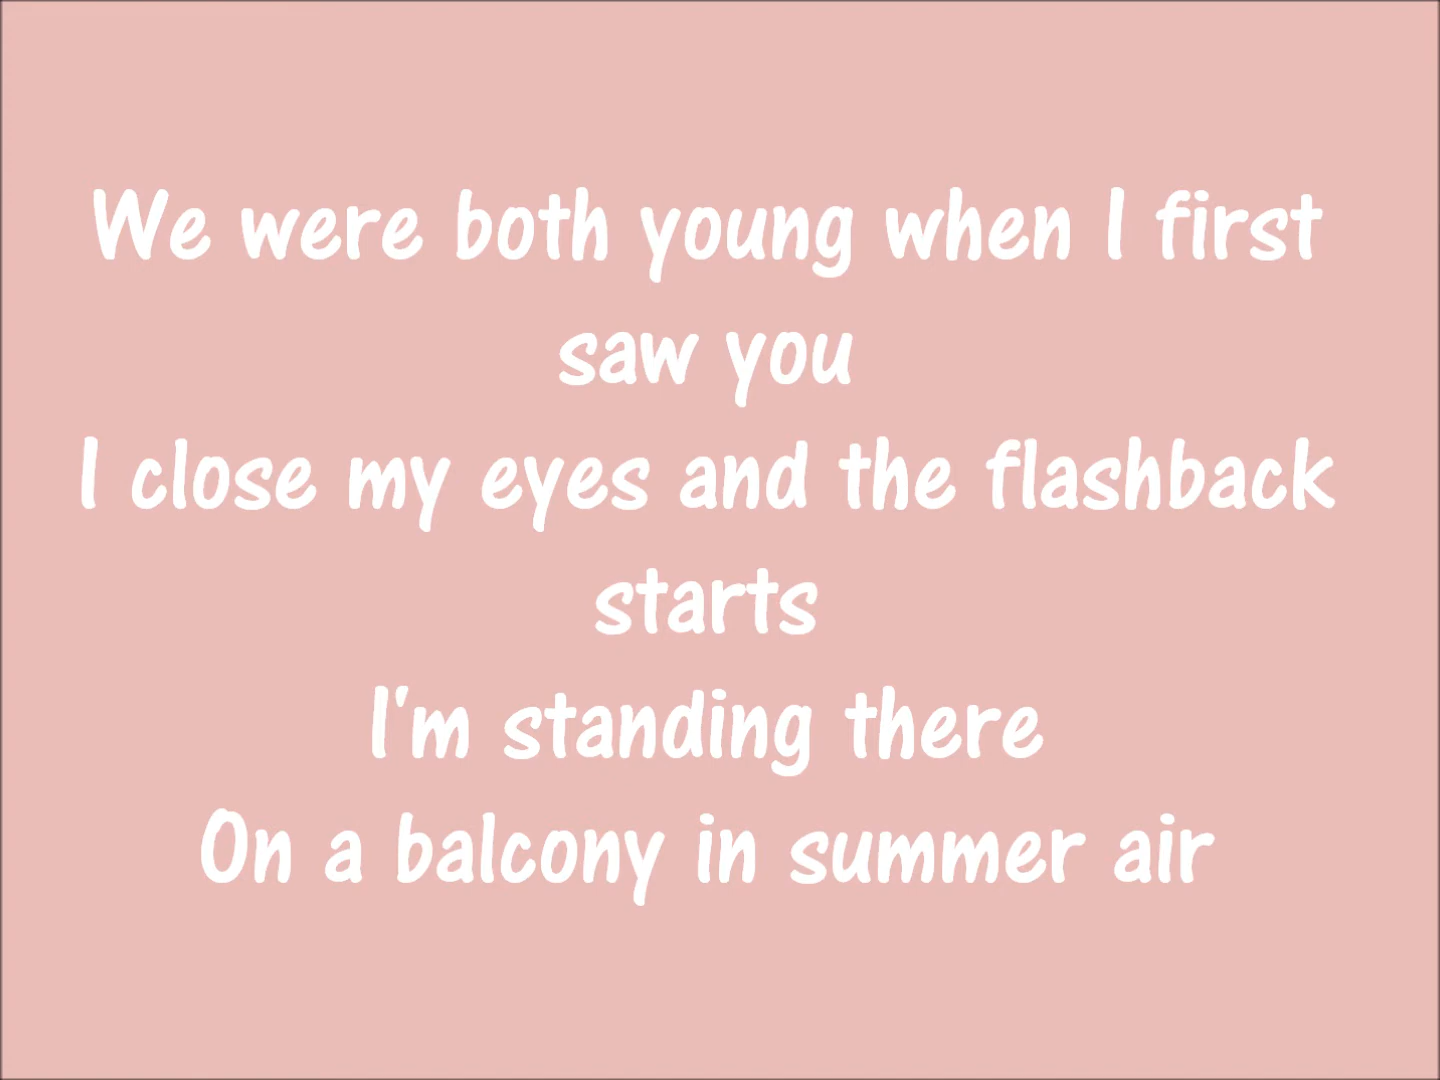 We were both young when I first
saw you
I close my eyes and the flashback
starts
I'm standing there
On a balcony in summer air